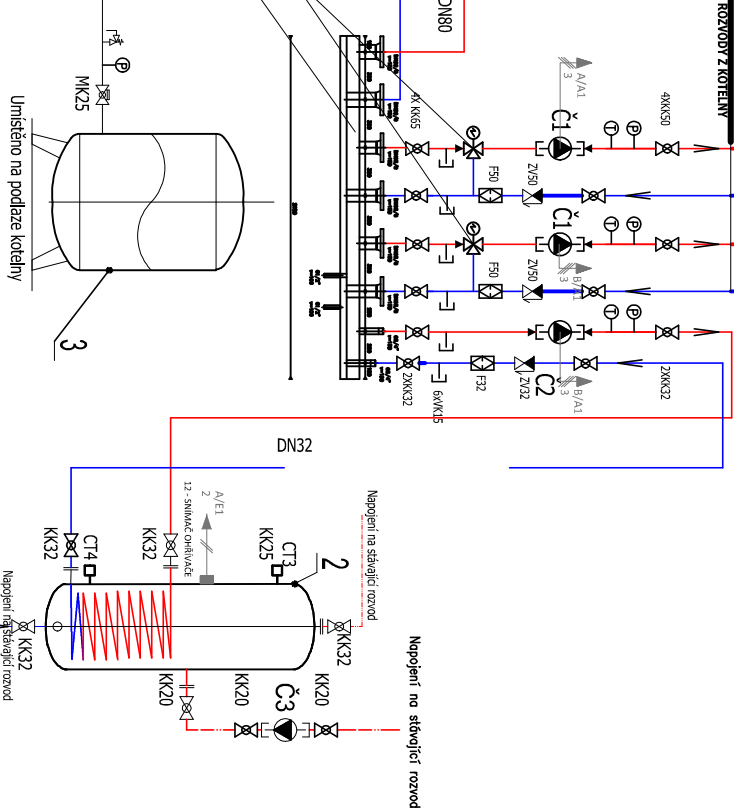 ROZVODY Z KOTELNY
DN80
4XKK50
A/A1
3
Č1
T
P
4X KK65
MK25
P
F50
ZV50
Č1
T
P
B/A1
3
F50
ZV50
T
P
Č2
B/A1
3
2XKK32
ZV32
F32
6xVK15
2XKK32
Umistěno na podlaze kotelny
3
DN32
A/E1
2
12 - SNÍMAČ OHŘÍVAČE
Napojení na stávající rozvod
KK32
CT4
KK32
KK25
CT3
2
KK32
KK32
Napojení na stávající rozvod
KK20
KK20
Č3
KK20
Napojení na stávající rozvod